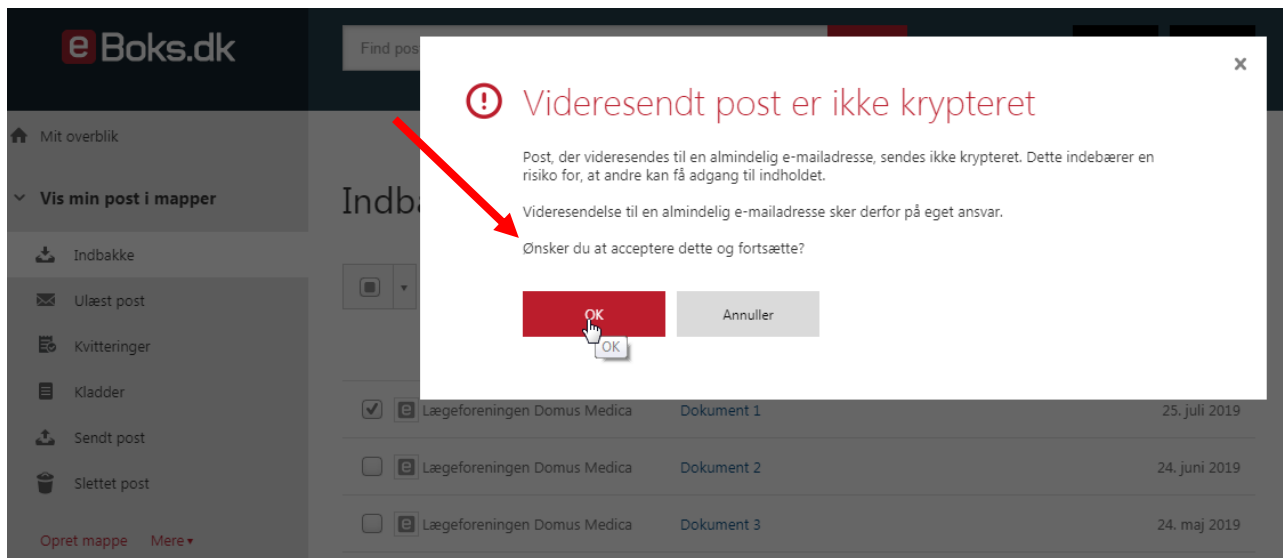 e Boks.dk
Find pos
Mit overblik
Vis min post i mapper
Indbakke
Ulæst post
Kvitteringer
Kladder
Sendt post
Slettet post
Opret mappe Mere
Indb
x
Videresendt post er ikke krypteret
Post, der videresendes til en almindelig e-mailadresse, sendes ikke krypteret. Dette indebærer en
risiko for, at andre kan få adgang til indholdet.
Videresendelse til en almindelig e-mailadresse sker derfor på eget ansvar.
Ønsker du at acceptere dette og fortsætte?
OK Annuller
OK
e Lægeforeningen Domus Medica Dokument 1 25. juli 2019
e Lægeforeningen Domus Medica Dokument 2 24. juni 2019
e Lægeforeningen Domus Medica Dokument 3 24. maj 2019